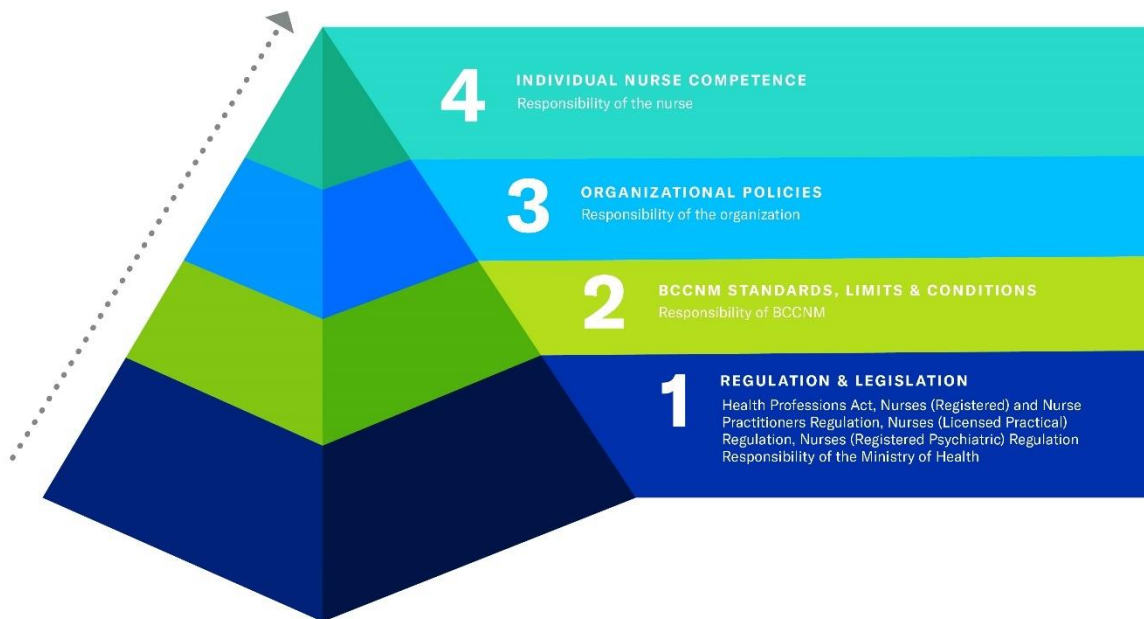 4
INDIVIDUAL NURSE COMPETENCE
Responsibility of the nurse
3
ORGANIZATIONAL POLICIES
Responsibility of the organization
2
BCCNM STANDARDS, LIMITS & CONDITIONS
Responsibility of BCCNM
1
REGULATION & LEGISLATION
Health Professions Act, Nurses (Registered) and Nurse
Practitioners Regulation, Nurses (Licensed Practical)
Regulation, Nurses (Registered Psychiatric) Regulation
Responsibility of the Ministry of Health